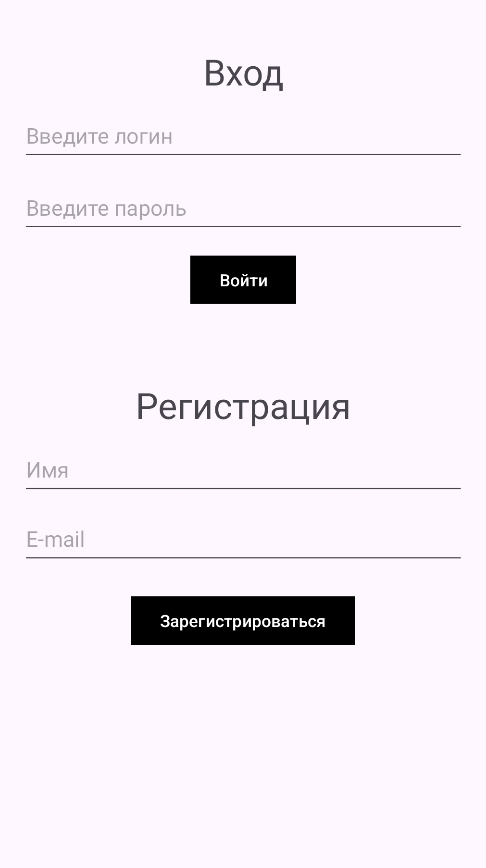 Вход
Введите логин
Введите пароль
Войти
Регистрация
Имя
E-mail
Зарегистрироваться